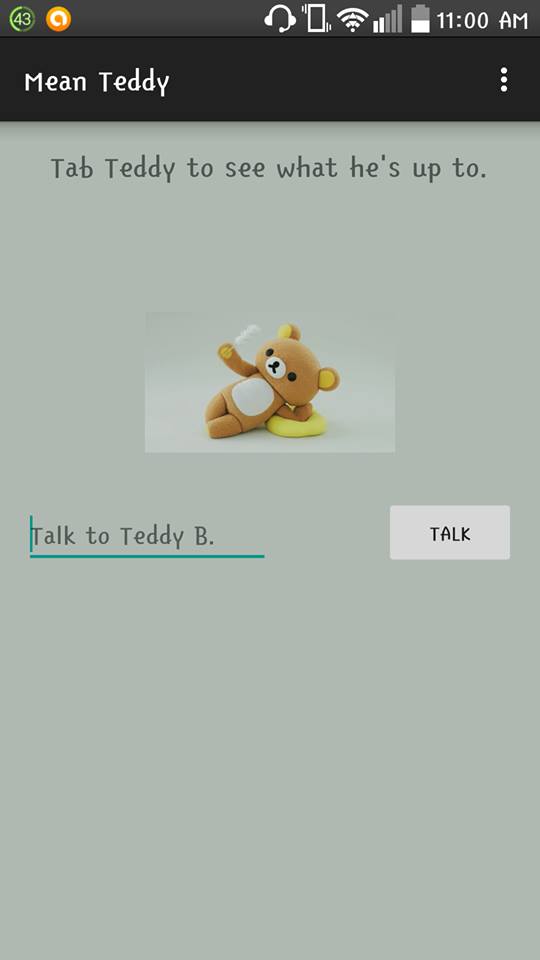 43
11:00 AM
Mean Teddy
Tab Teddy to see what he's up to.
Talk to Teddy B.
TALK